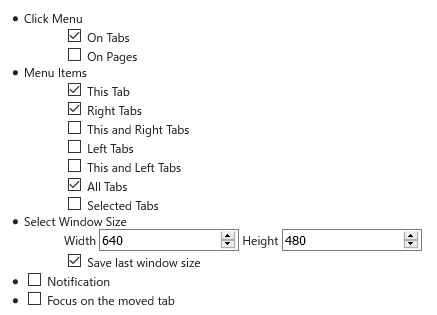 Click Menu
On Tabs
On Pages
Menu Items
This Tab
Right Tabs
This and Right Tabs
Left Tabs
This and Left Tabs
All Tabs
Selected Tabs
Select Window Size
Width 640 Height 480
Save last window size
Notification
Focus on the moved tab